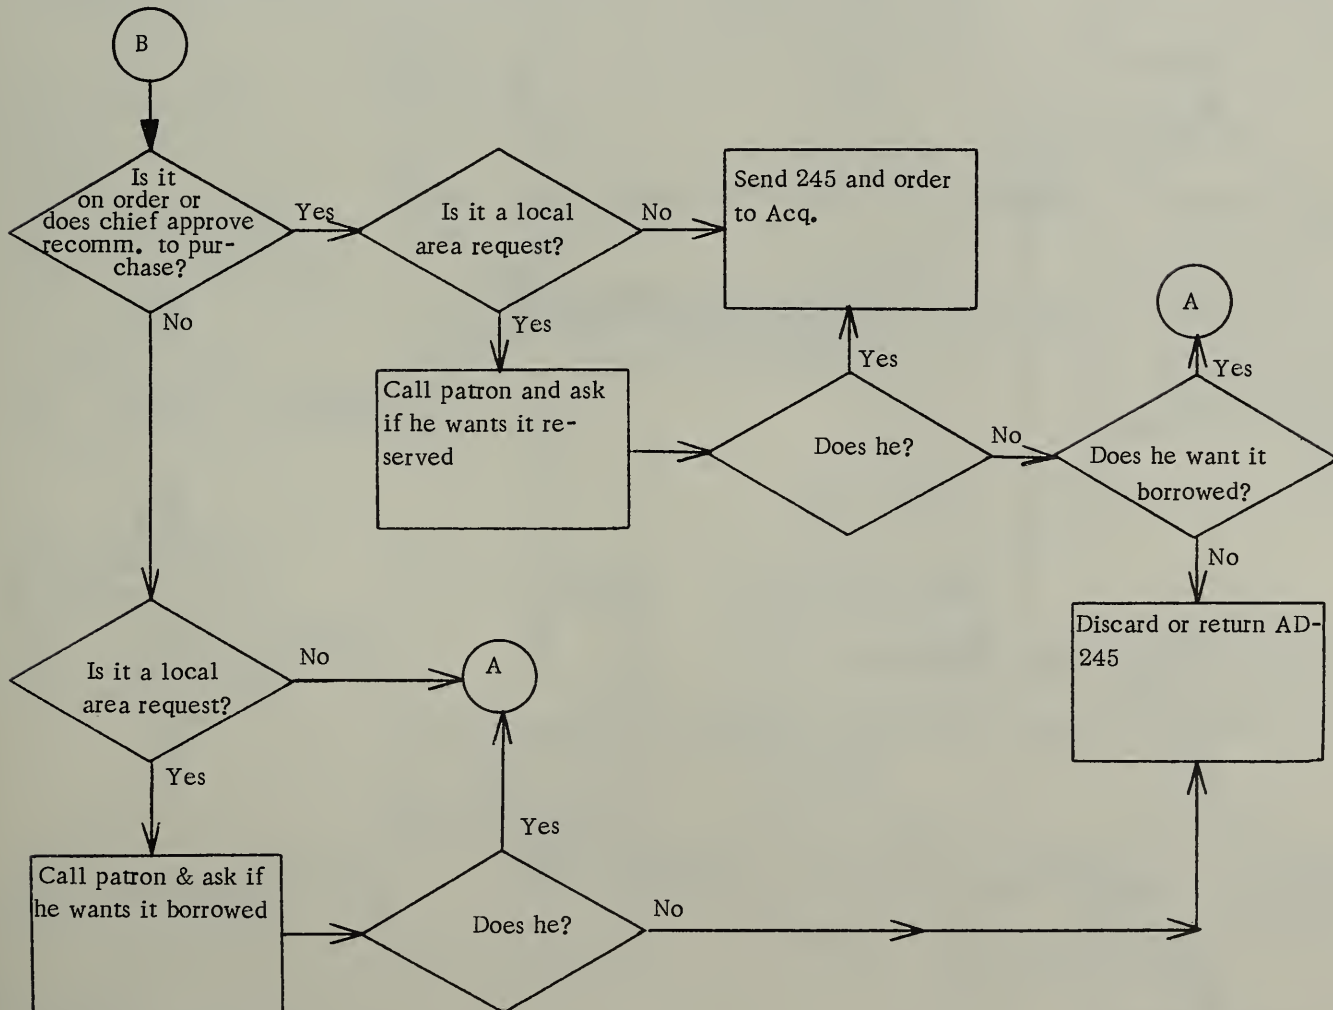 B
Is it
on order or
does chief approve
recomm. to pur-
chase?
Yes
No
Is it a local
area request?
No
Yes
Send 245 and order
to Acq.
Call patron and ask
if he wants it re-
served
Does he?
Yes
No
A
Yes
Does he want it
borrowed?
No
Discard or return AD-
245
Is it a local
area request?
No
A
Yes
Call patron & ask if
he wants it borrowed
Does he?
Yes
No